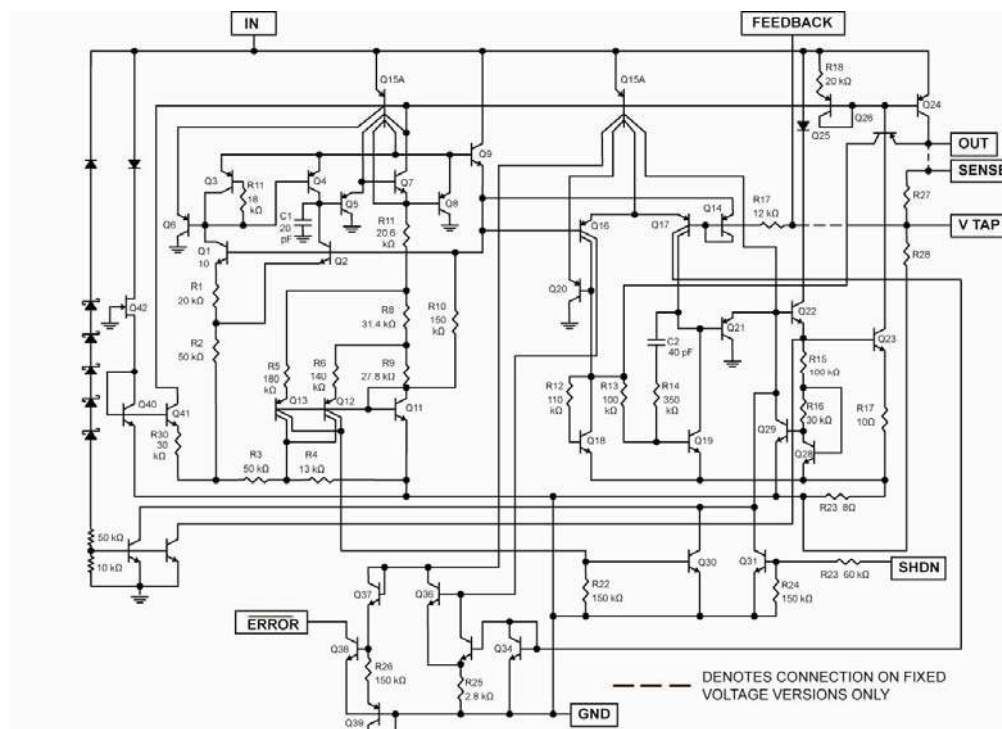 IN
FEEDBACK
Q15A
Q15A
R18
20 kΩ
Q26
Q24
Q25
OUT
SENSE
Q9
Q3
R11
18
kΩ
Q4
Q7
C1
20
pF
Q5
Q8
R11
20.6
kΩ
Q6
Q1
10
Q2
R1
20 kΩ
R2
50 kΩ
R8
31.4 kΩ
R10
150
kΩ
R5
180
kΩ
R6
140
kΩ
R9
27.8 kΩ
Q13
Q12
Q11
Q42
Q40
Q41
R30
30
kΩ
R3
50 kΩ
R4
13 kΩ
Q16
Q17
Q14
R17
12 kΩ
R27
V TAP
R28
Q20
Q21
Q22
Q23
C2
40 pF
R15
100 kΩ
R12
110
kΩ
R13
100
kΩ
R14
350
kΩ
R16
30 kΩ
R17
10Ω
Q18
Q19
Q29
Q28
R23 8Ω
50 kΩ
10 kΩ
Q30
Q31
R22
150 kΩ
R24
150 kΩ
R23 60 kΩ
SHDN
Q37
Q36
ERROR
Q38
Q34
R26
150 kΩ
R25
2.8 kΩ
Q39
GND
DENOTES CONNECTION ON FIXED
VOLTAGE VERSIONS ONLY